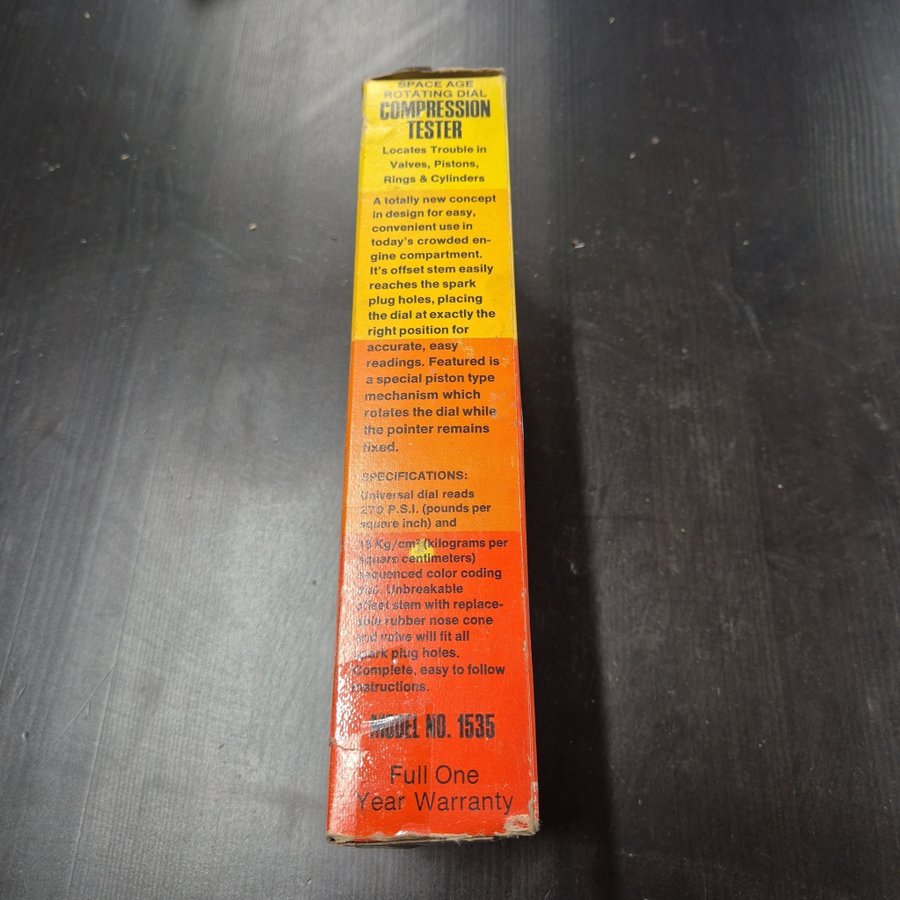 SPACE AGE
ROTATING DIAL
COMPRESSION
TESTER
Locates Trouble in
Valves, Pistons,
Rings & Cylinders
A totally new concept
in design for easy,
convenient use in
today's crowded en-
gine compartment.
It's offset stem easily
reaches the spark
plug holes, placing
the dial at exactly the
right position for
accurate, easy
readings. Featured is
a special piston type
mechanism which
rotates the dial while
the pointer remains
fixed.
SPECIFICATIONS:
Universal dial reads
270 P.S.I. (pounds per
square inch) and
19 Kg/cm² (kilograms per
square centimeters)
sequenced color coding
Unbreakable
offset stem with replace-
able rubber nose cone
and valve will fit all
spark plug holes.
Complete, easy to follow
instructions.
MODEL NO. 1535
Full One
Year Warranty